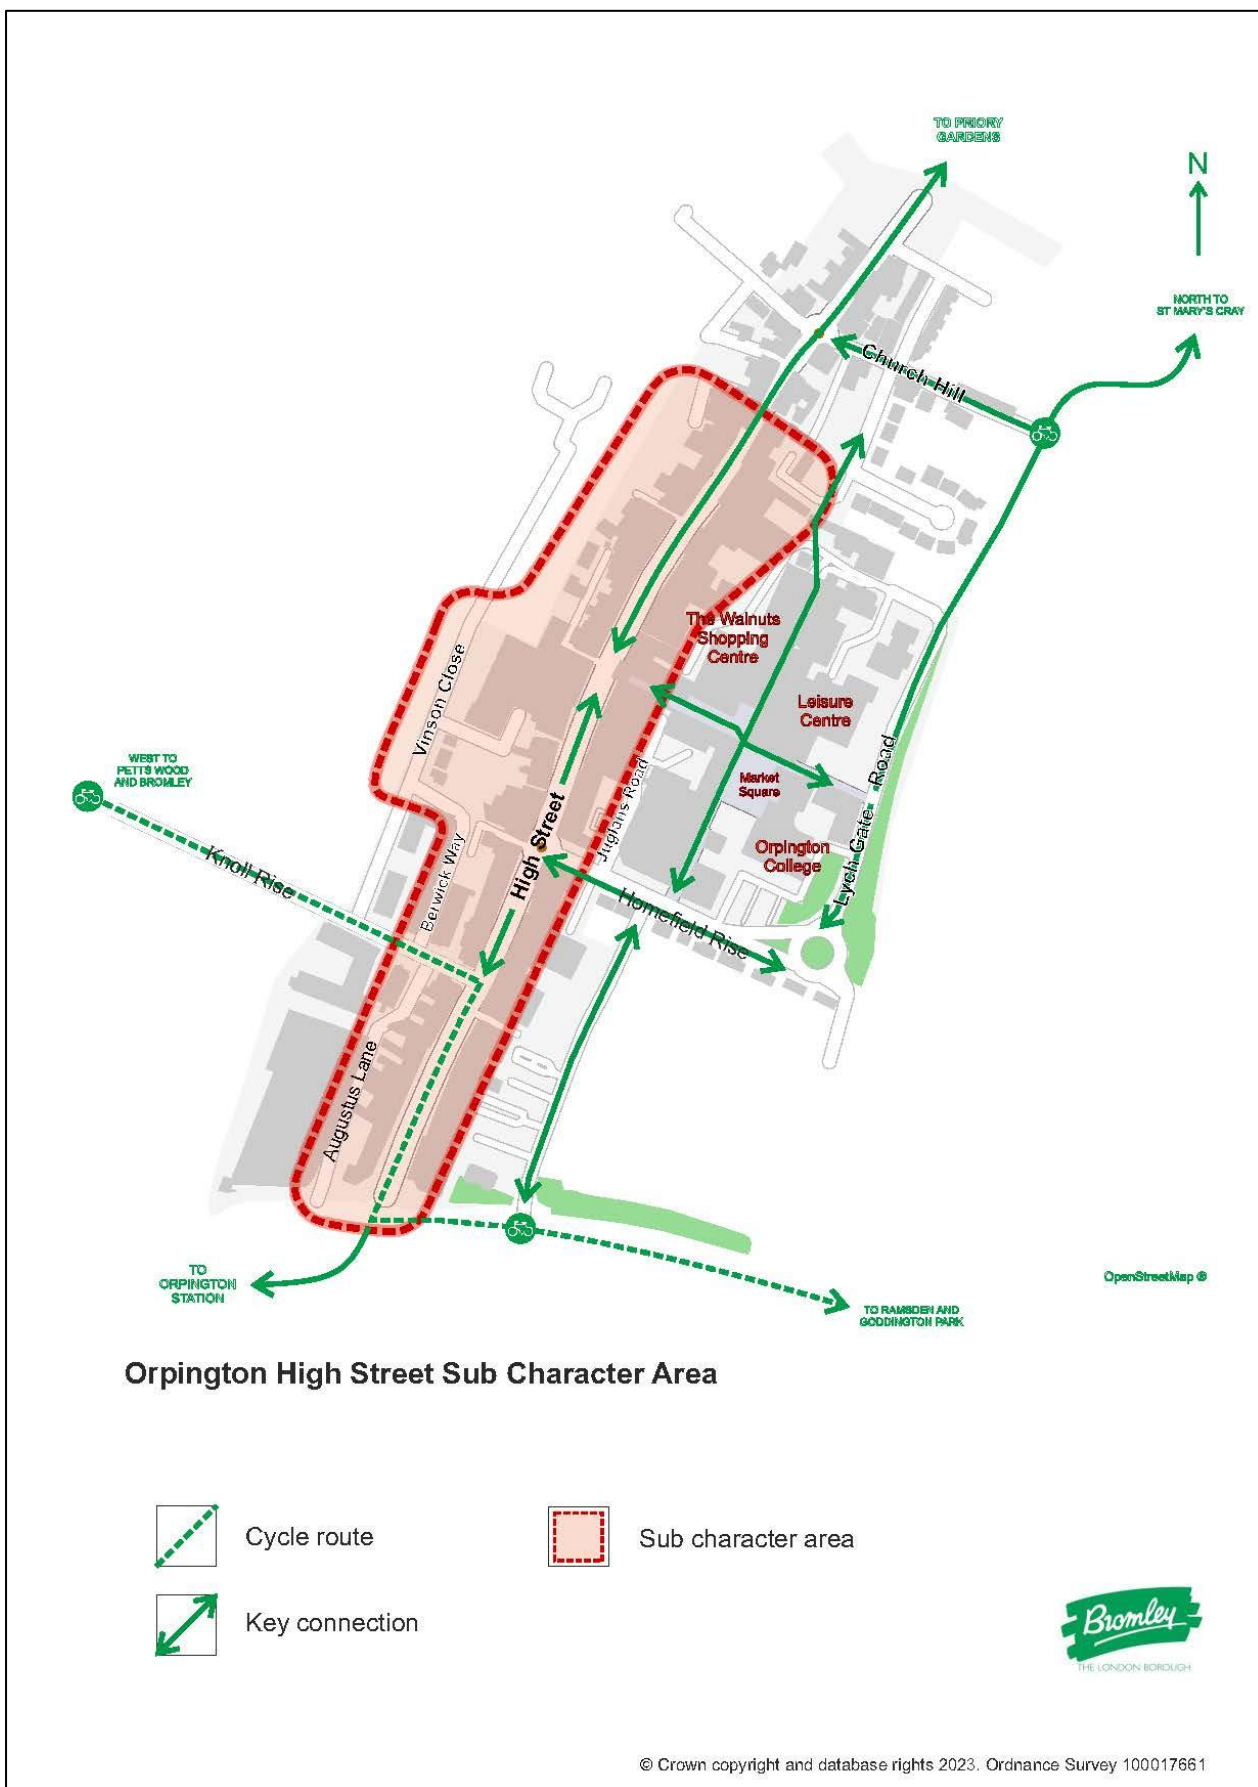 TO PRIORY
GARDENS
N
NORTH TO
ST MARY'S CRAY
Church Hill
The Walnuts
Shopping
Centre
Leisure
Centre
Vinson Close
WEST TO
PETTS WOOD
AND BROMLEY
Market
Square
Lych Gate Road
Juglans Road
High Street
Orpington
College
Knoll Rise
Berwick Way
Homefield Rise
Augustus Lane
TO
ORPINGTON
STATION
OpenStreetMap ®
TO RAMSDEN AND
GODDINGTON PARK
Orpington High Street Sub Character Area
Cycle route
Sub character area
Key connection
Bromley
THE LONDON BOROUGH
© Crown copyright and database rights 2023. Ordnance Survey 100017661